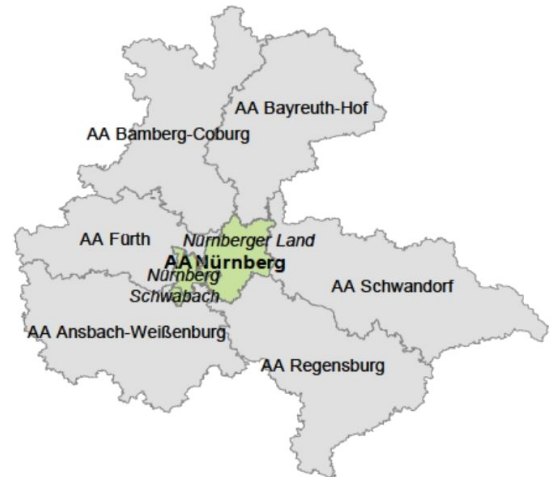 AA Bayreuth-Hof
AA Bamberg-Coburg
AA Fürth
Nürnberger Land
AA Nürnberg
Nürnberg
Schwabach
AA Schwandorf
AA Ansbach-Weißenburg
AA Regensburg